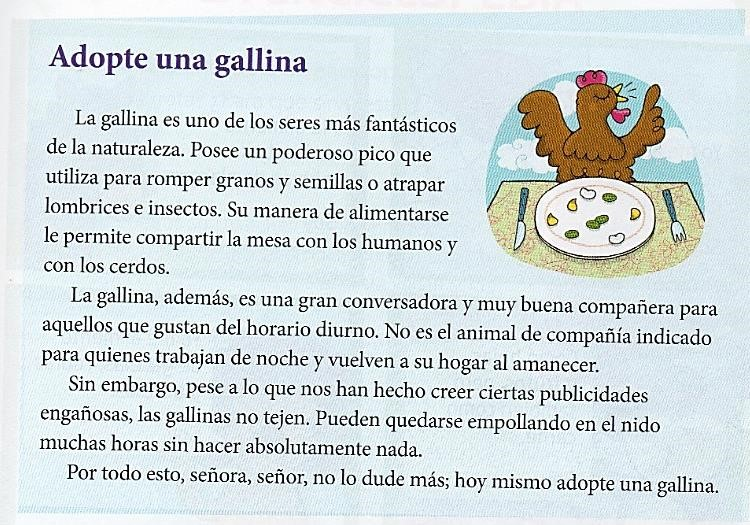 Adopte una gallina
La gallina es uno de los seres más fantásticos
de la naturaleza. Posee un poderoso pico que
utiliza para romper granos y semillas o atrapar
lombrices e insectos. Su manera de alimentarse
le permite compartir la mesa con los humanos y
con los cerdos.
La gallina, además, es una gran conversadora y muy buena compañera para
aquellos que gustan del horario diurno. No es el animal de compañía indicado
para quienes trabajan de noche y vuelven a su hogar al amanecer.
Sin embargo, pese a lo que nos han hecho creer ciertas publicidades
engañosas, las gallinas no tejen. Pueden quedarse empollando en el nido
muchas horas sin hacer absolutamente nada.
Por todo esto, señora, señor, no lo dude más; hoy mismo adopte una gallina.